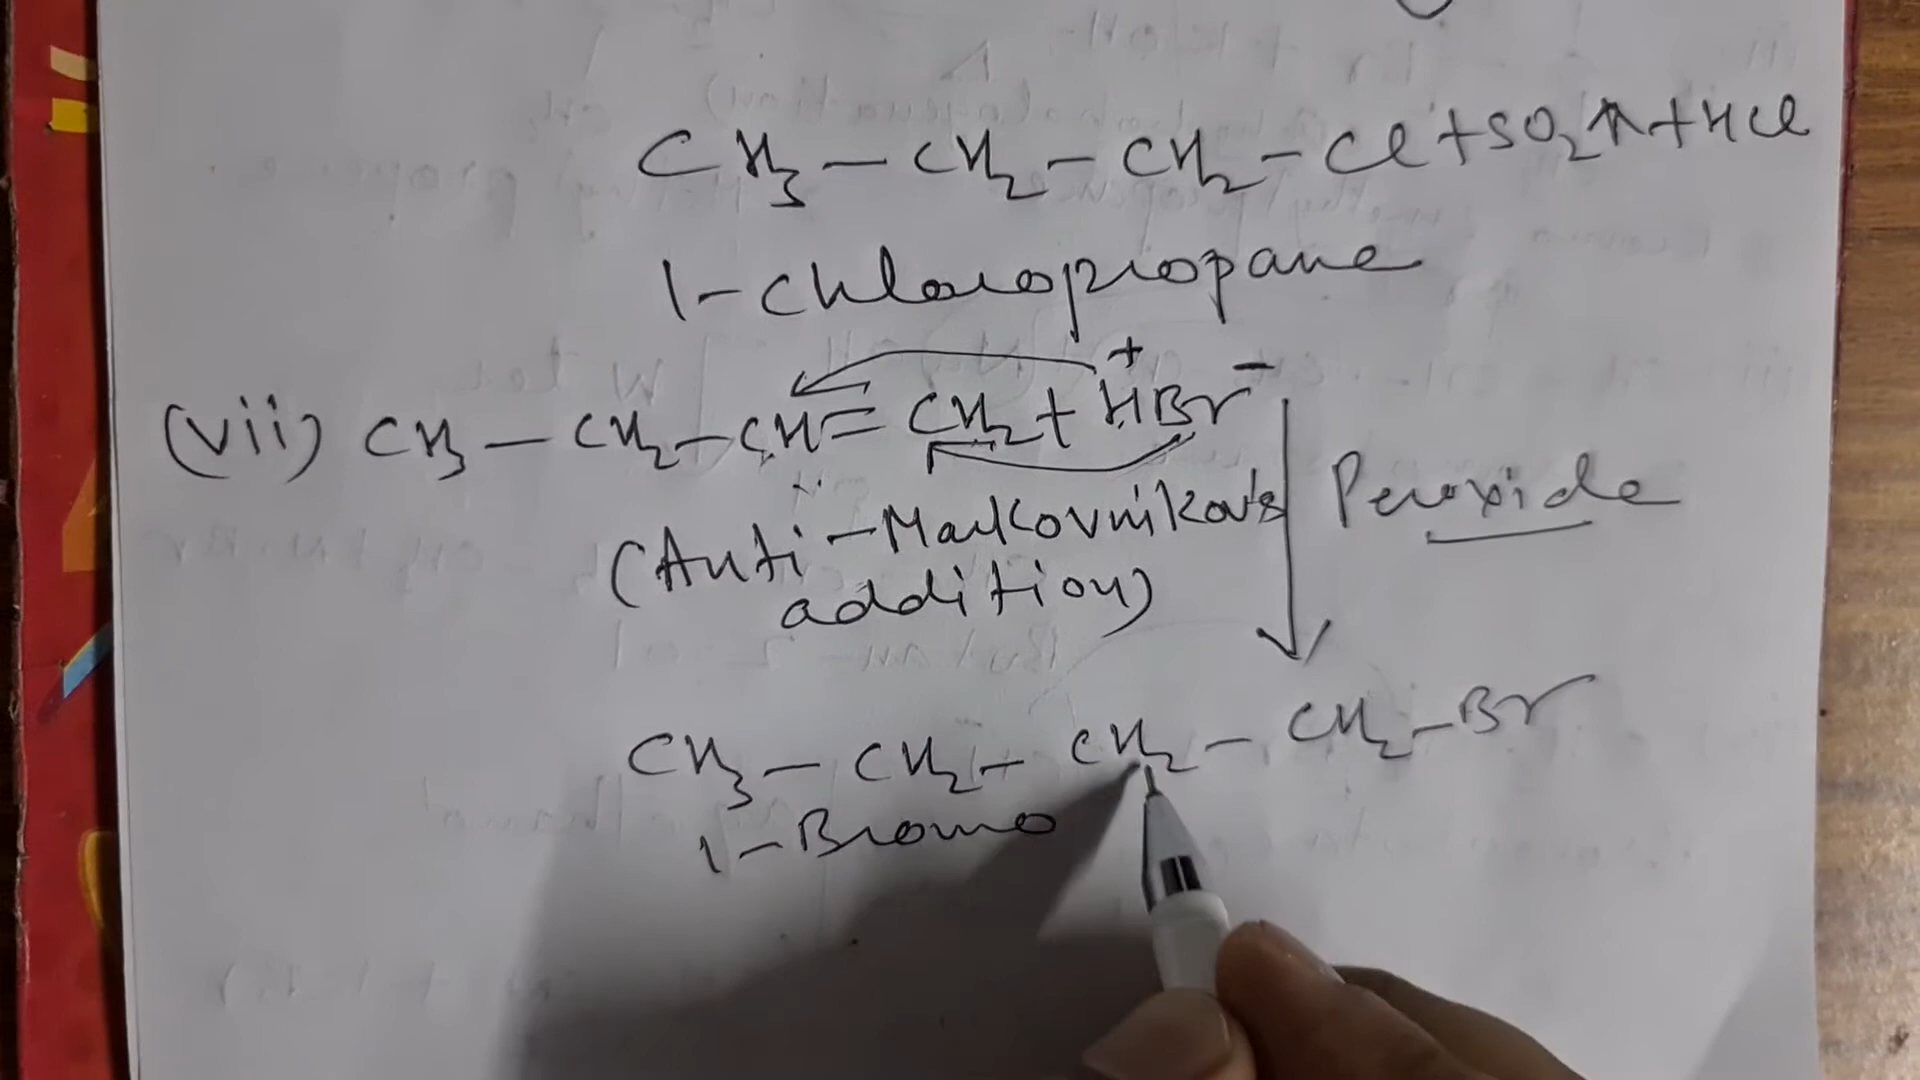 CH₃ – CH₂ – CH₂ – Cl + SO₂↑ + HCl
1-Chloropropane
(vii) CH₃ – CH₂ – CH = CH₂ + H⁺Br⁻
Peroxide
(Anti-Markovnikov's
addition)
CH₃ – CH₂ – CH₂ – CH₂ – Br
1-Bromo